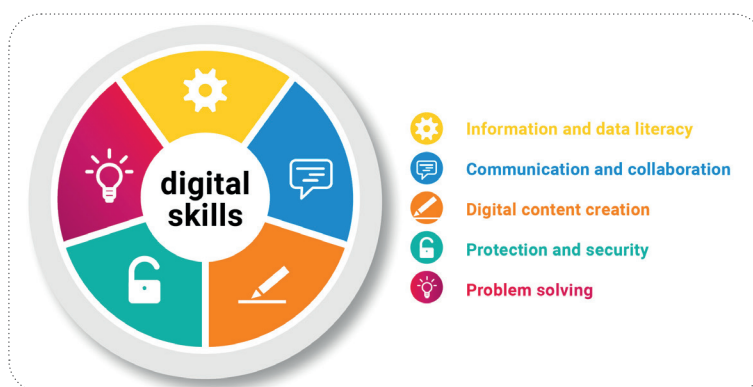 digital
skills
Information and data literacy
Communication and collaboration
Digital content creation
Protection and security
Problem solving